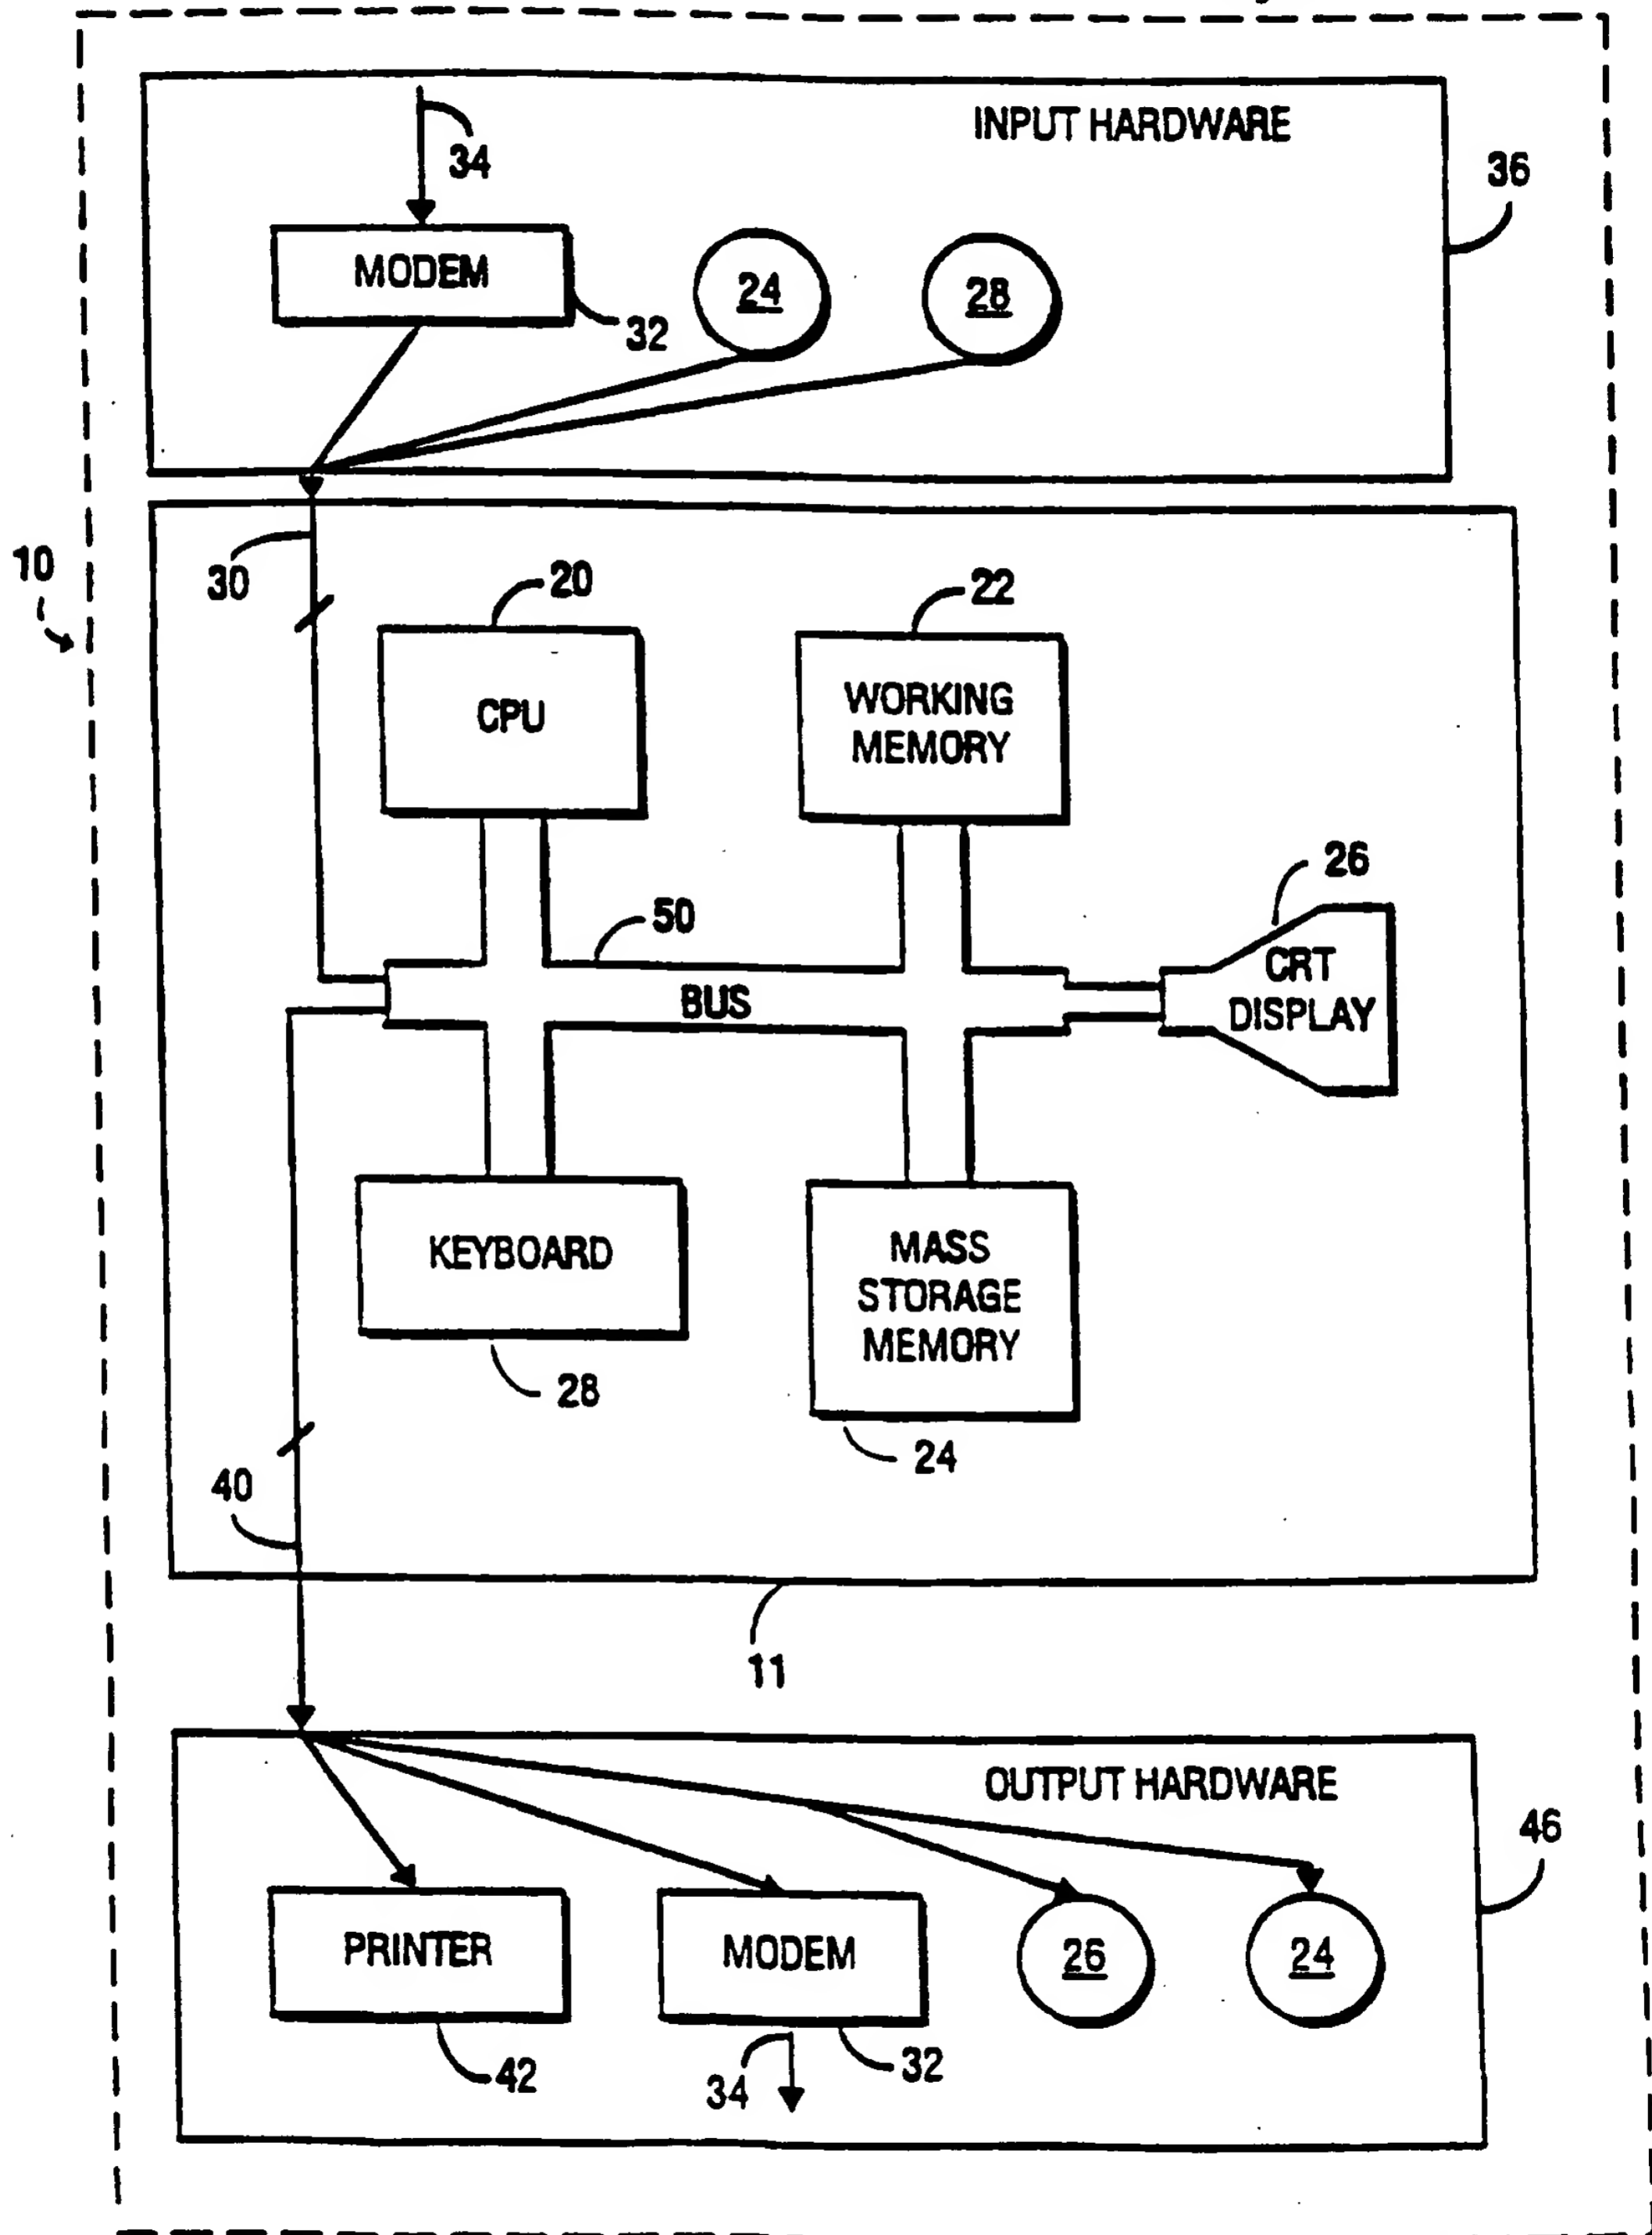 INPUT HARDWARE
34
36
MODEM
24
28
32
10
30
20
22
CPU
WORKING
MEMORY
26
50
CRT
DISPLAY
BUS
KEYBOARD
MASS
STORAGE
MEMORY
28
24
40
11
OUTPUT HARDWARE
46
PRINTER
MODEM
26
24
42
34
32